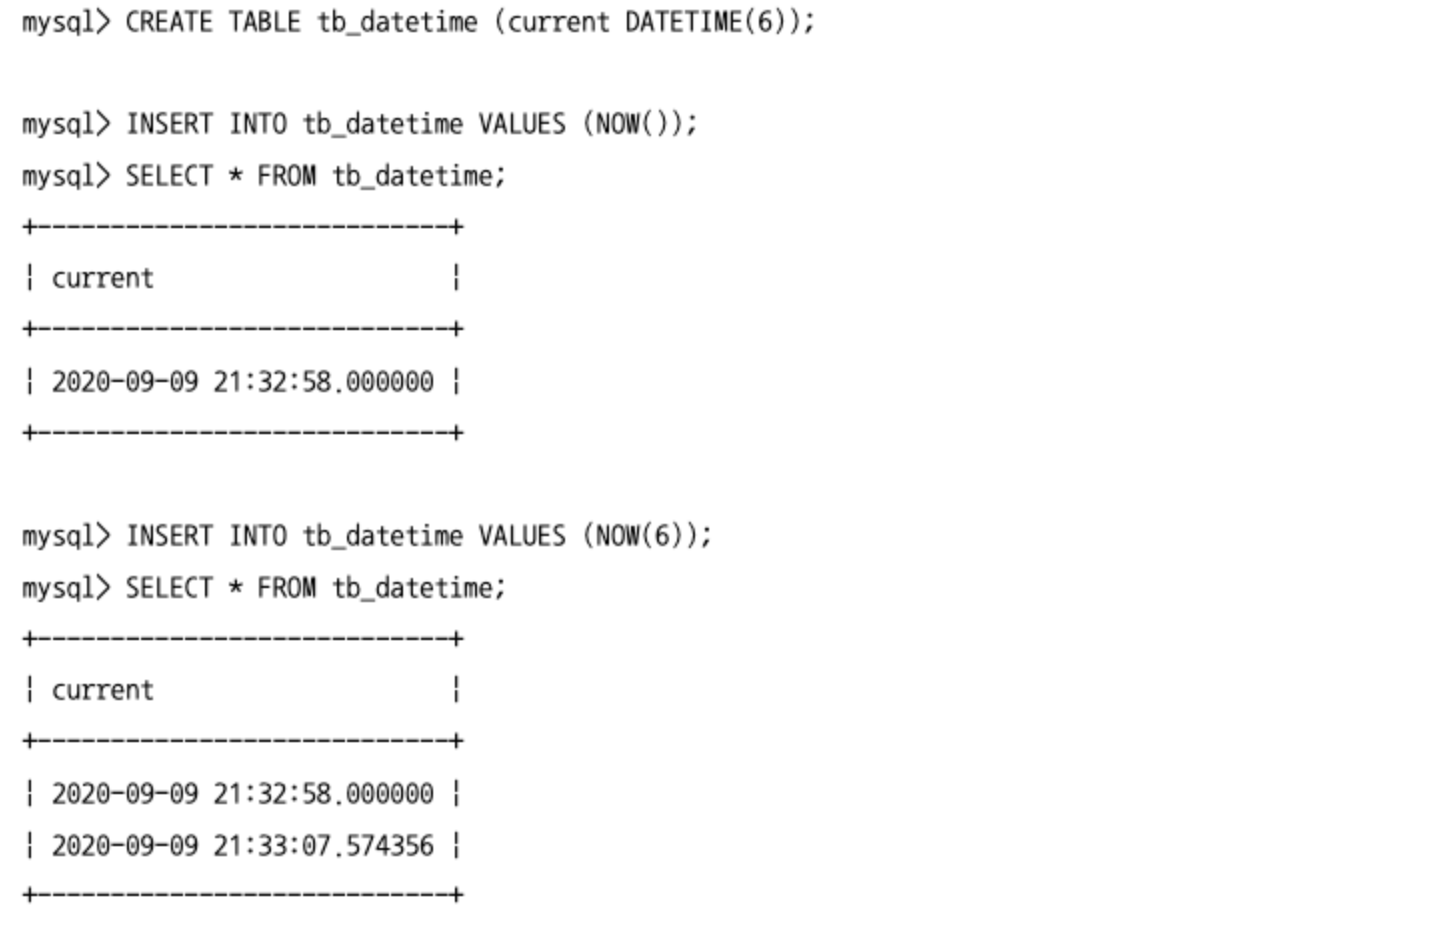 mysql> CREATE TABLE tb_datetime (current DATETIME(6));
mysql> INSERT INTO tb_datetime VALUES (NOW());
mysql> SELECT * FROM tb_datetime;
+----------------------------+
| current                    |
+----------------------------+
| 2020-09-09 21:32:58.000000 |
+----------------------------+
mysql> INSERT INTO tb_datetime VALUES (NOW(6));
mysql> SELECT * FROM tb_datetime;
+----------------------------+
| current                    |
+----------------------------+
| 2020-09-09 21:32:58.000000 |
| 2020-09-09 21:33:07.574356 |
+----------------------------+